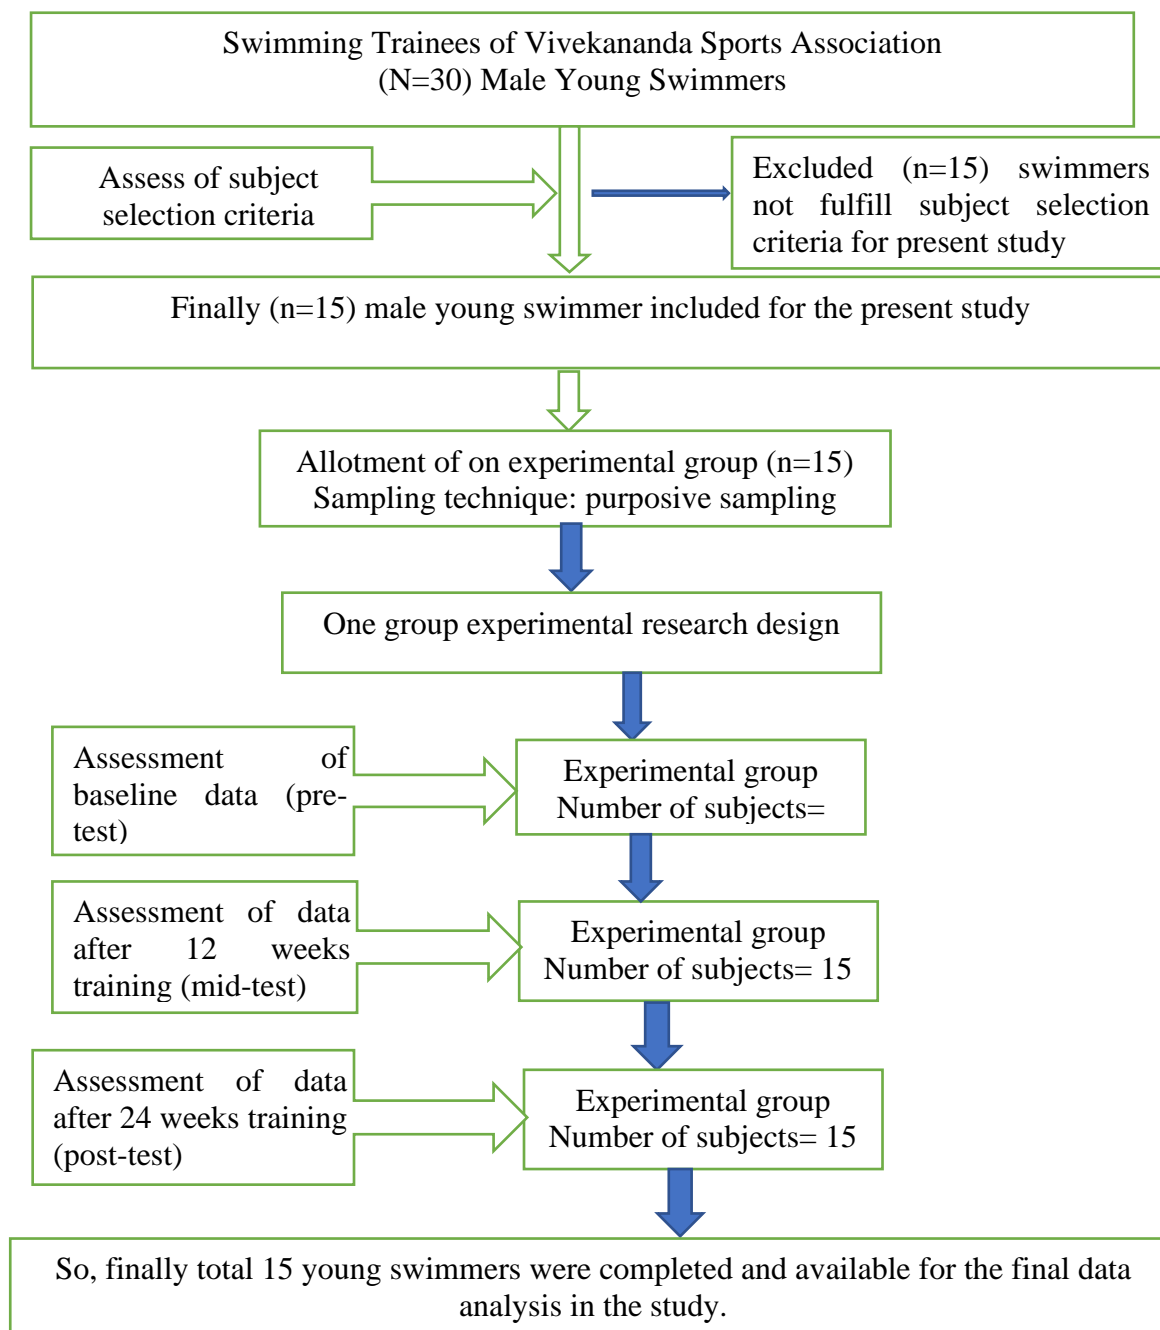 Swimming Trainees of Vivekananda Sports Association
(N=30) Male Young Swimmers
Assess of subject
selection criteria
Excluded (n=15) swimmers
not fulfill subject selection
criteria for present study
Finally (n=15) male young swimmer included for the present study
Allotment of on experimental group (n=15)
Sampling technique: purposive sampling
One group experimental research design
Assessment of
baseline data (pre-
test)
Experimental group
Number of subjects=
Assessment of data
after 12 weeks
training (mid-test)
Experimental group
Number of subjects= 15
Assessment of data
after 24 weeks training
(post-test)
Experimental group
Number of subjects= 15
So, finally total 15 young swimmers were completed and available for the final data
analysis in the study.